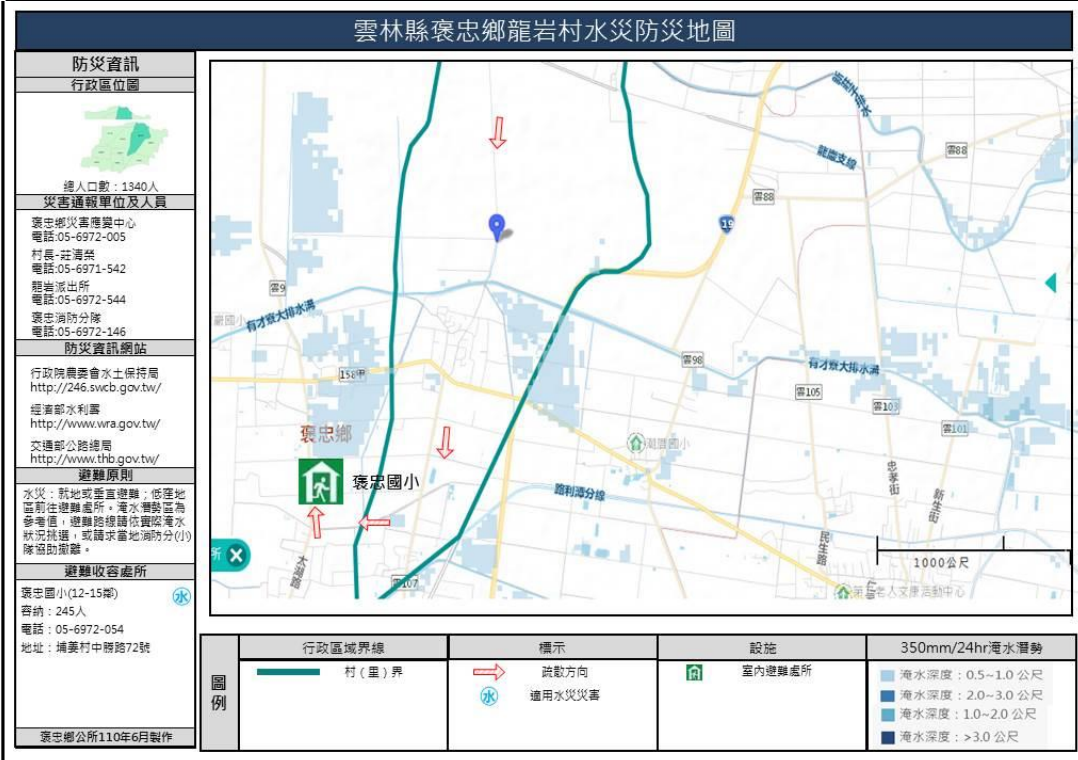 雲林縣褒忠鄉龍岩村水災防災地圖
防災資訊
行政區位圖
總人口數：1340人
災害通報單位及人員
褒忠鄉災害應變中心
電話:05-6972-005
村長-莊清榮
電話:05-6971-542
龍岩派出所
電話:05-6972-544
褒忠消防分隊
電話:05-6972-146
防災資訊網站
行政院農委會水土保持局
http://246.swcb.gov.tw/
經濟部水利署
http://www.wra.gov.tw/
交通部公路總局
http://www.thb.gov.tw/
避難原則
水災：就地或垂直避難；低窪地
區前往避難處所。淹水潛勢區為
參考值，避難路線請依實際淹水
狀況挑選，或請求當地消防分(小)
隊協助撤離。
避難收容處所
褒忠國小(12-15鄰)
水
容納：245人
電話：05-6972-054
地址：埔姜村中勝路72號
褒忠鄉公所110年6月製作
龍慶支線
雲88
雲88
19
雲9
有才寮大排水溝
158甲
雲98
有才寮大排水溝
雲105
雲103
雲101
褒忠鄉
潮厝國小
褒忠國小
路利潭分線
忠孝街
新生街
民生路
1000公尺
所
雲107
老人文康活動中心
圖例
行政區域界線
標示
設施
350mm/24hr淹水潛勢
村（里）界
疏散方向
室內避難處所
水
適用水災災害
淹水深度：0.5~1.0 公尺
淹水深度：2.0~3.0 公尺
淹水深度：1.0~2.0 公尺
淹水深度：>3.0 公尺